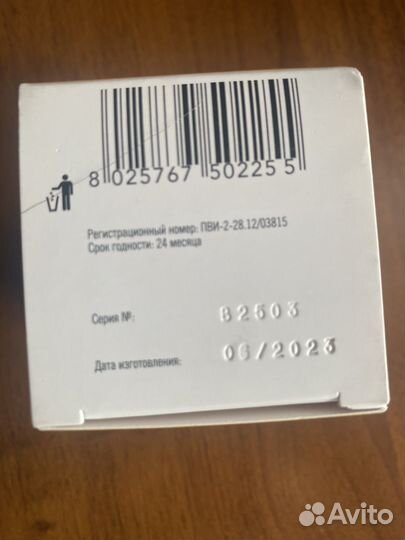 8 025767 502255
Регистрационный номер: ПВИ-2-28.12/03815
Срок годности: 24 месяца
Серия №: B2503
Дата изготовления: 06/2023
Avito